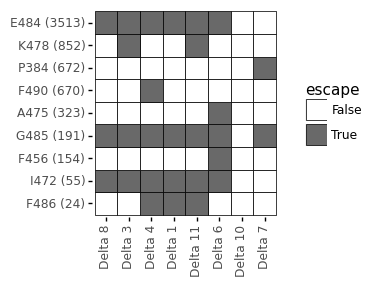 E484 (3513)
K478 (852)
P384 (672)
F490 (670)
A475 (323)
G485 (191)
F456 (154)
I472 (55)
F486 (24)
Delta 8
Delta 3
Delta 4
Delta 1
Delta 11
Delta 6
Delta 10
Delta 7
escape
False
True